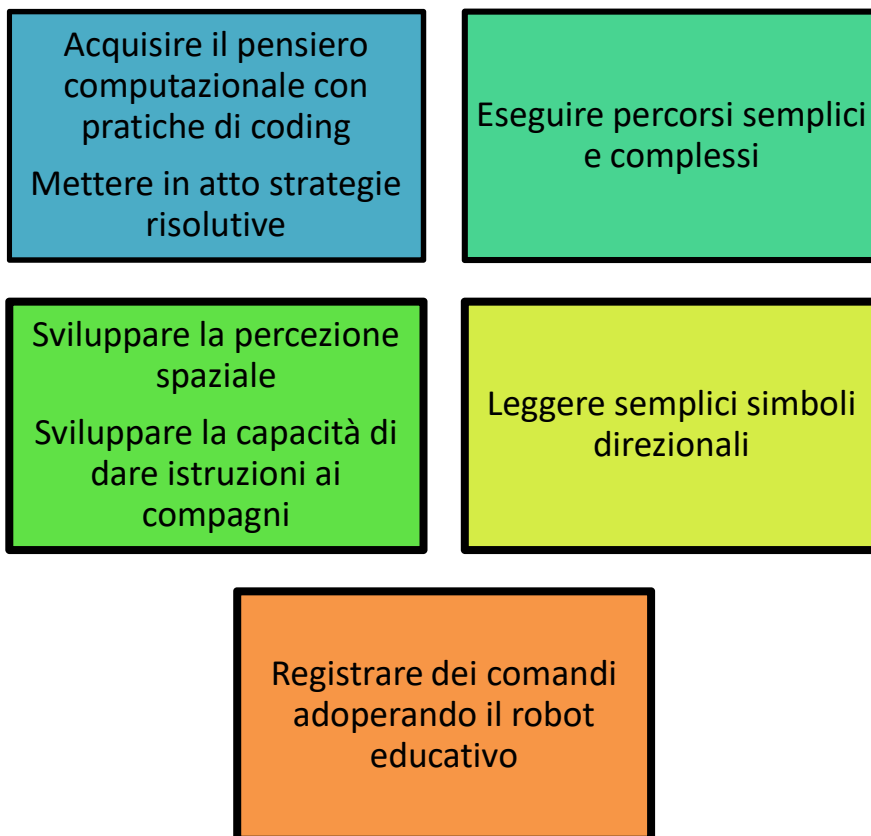 Acquisire il pensiero
computazionale con
pratiche di coding
Mettere in atto strategie
risolutive
Eseguire percorsi semplici
e complessi
Sviluppare la percezione
spaziale
Sviluppare la capacità di
dare istruzioni ai
compagni
Leggere semplici simboli
direzionali
Registrare dei comandi
adoperando il robot
educativo